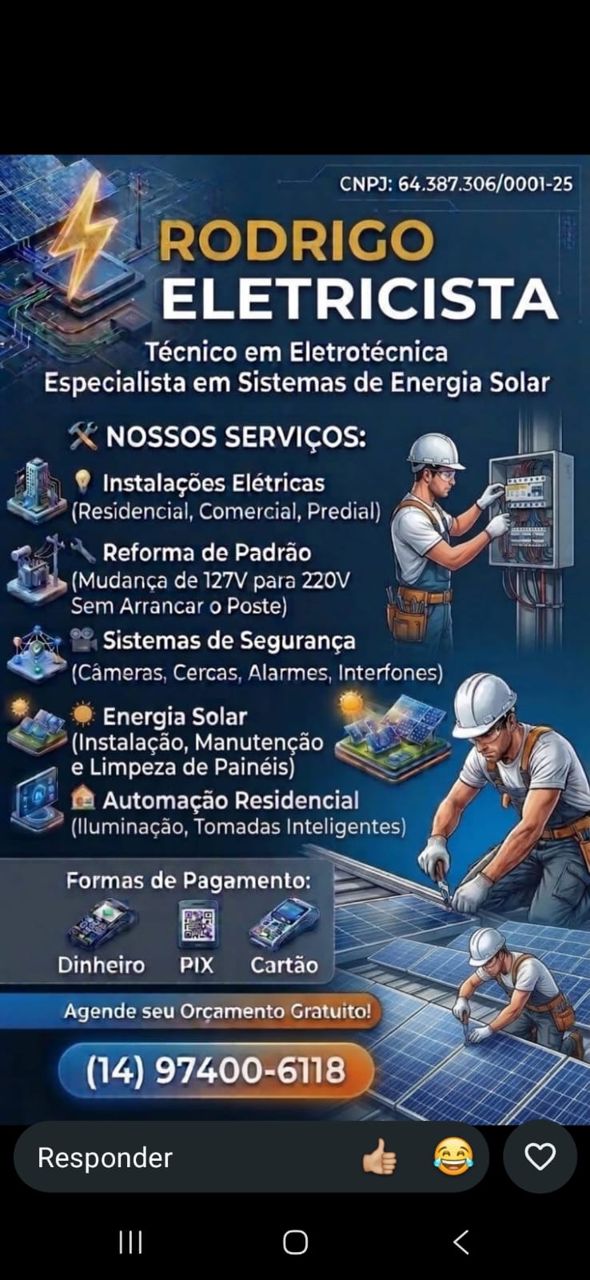 CNPJ: 64.387.306/0001-25
RODRIGO
ELETRICISTA
Técnico em Eletrotécnica
Especialista em Sistemas de Energia Solar
🛠️ NOSSOS SERVIÇOS:
💡 Instalações Elétricas
(Residencial, Comercial, Predial)
🔧 Reforma de Padrão
(Mudança de 127V para 220V
Sem Arrancar o Poste)
🎥 Sistemas de Segurança
(Câmeras, Cercas, Alarmes, Interfones)
☀️ Energia Solar
(Instalação, Manutenção
e Limpeza de Painéis)
🏠 Automação Residencial
(Iluminação, Tomadas Inteligentes)
Formas de Pagamento:
Dinheiro PIX Cartão
Agende seu Orçamento Gratuito!
(14) 97400-6118
Responder